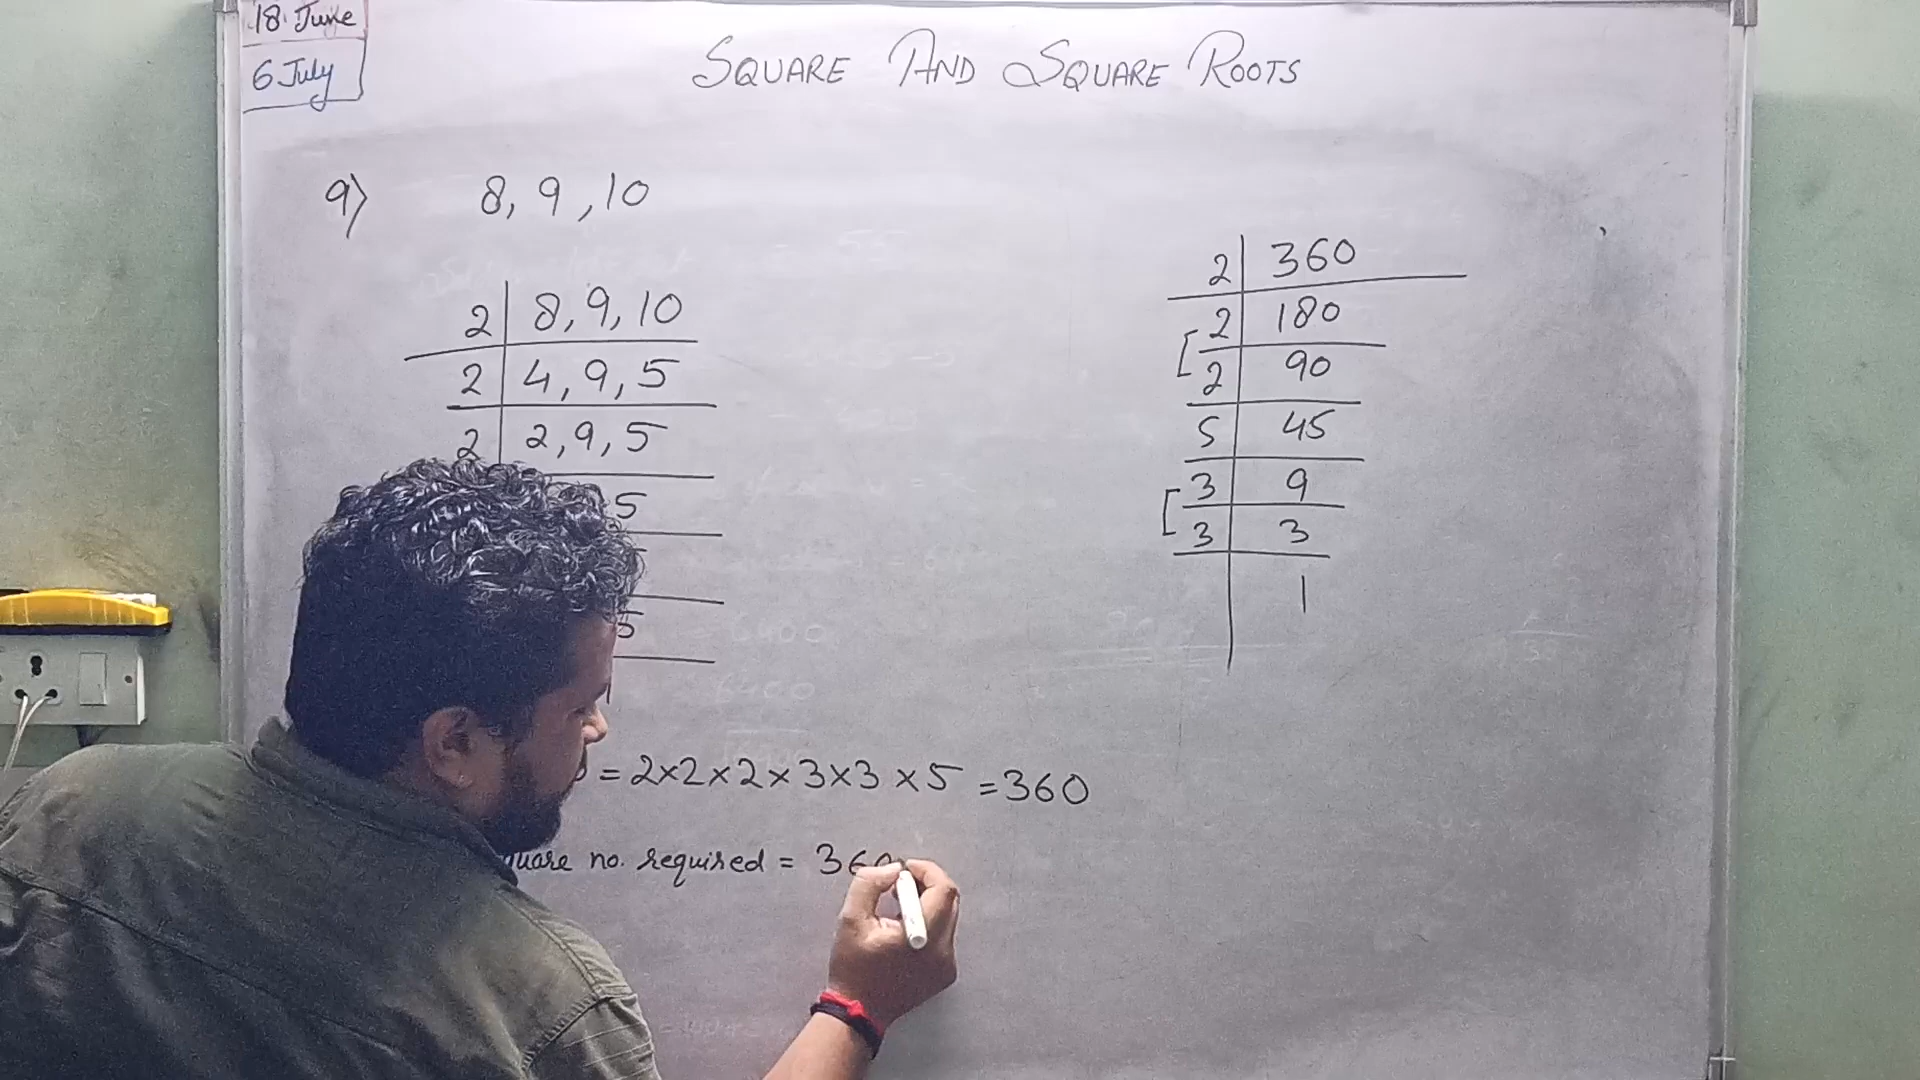 18 June
6 July
SQUARE AND SQUARE ROOTS
9) 8, 9, 10
2 8, 9, 10
2 4, 9, 5
2 2, 9, 5
5
5
= 2×2×2×3×3×5 = 360
no. required = 360
2 360
2 180
2 90
5 45
3 9
3 3
1